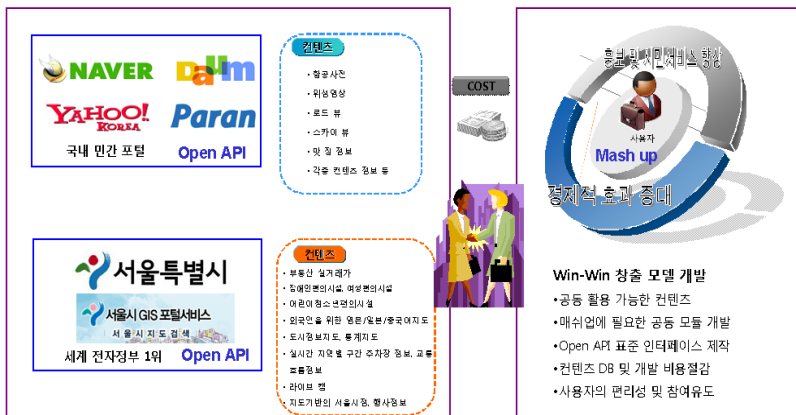 NAVER
Daum
YAHOO!
KOREA
Paran
국내 민간 포털
Open API
컨텐츠
• 항공사진
• 위성영상
• 로드 뷰
• 스카이 뷰
• 맛 집 정보
• 각종 컨텐츠 정보 등
COST
서울특별시
서울시 GIS 포털서비스
서울시지도검색
세계 전자정부 1위
Open API
컨텐츠
• 부동산 실거래가
• 장애인편의시설, 여성편의시설
• 어린이청소년편의시설
• 외국인을 위한 영문/일본/중국어지도
• 도시정보지도, 통계지도
• 실시간 지역별 구간 주차장 정보, 교통
흐름정보
• 라이브 캠
• 지도기반의 서울시정, 행사정보
홍보 및 시민서비스 향상
사용자
Mash up
경제적 효과 증대
Win-Win 창출 모델 개발
•공동 활용 가능한 컨텐츠
•매쉬업에 필요한 공동 모듈 개발
•Open API 표준 인터페이스 제작
•컨텐츠 DB 및 개발 비용절감
•사용자의 편리성 및 참여유도